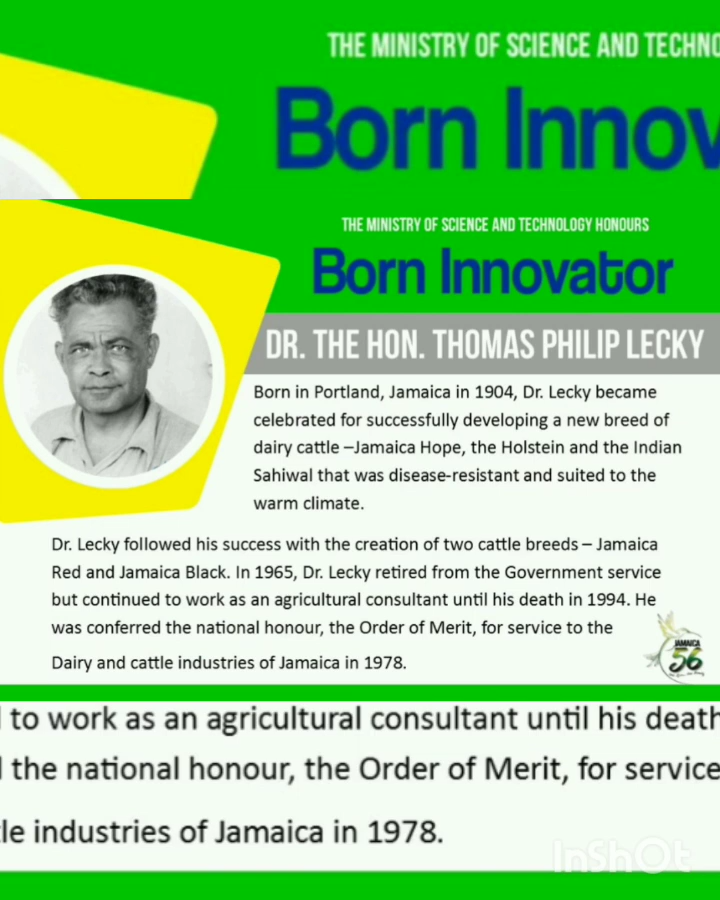 THE MINISTRY OF SCIENCE AND TECHNO
Born Innov
THE MINISTRY OF SCIENCE AND TECHNOLOGY HONOURS
Born Innovator
DR. THE HON. THOMAS PHILIP LECKY
Born in Portland, Jamaica in 1904, Dr. Lecky became
celebrated for successfully developing a new breed of
dairy cattle –Jamaica Hope, the Holstein and the Indian
Sahiwal that was disease-resistant and suited to the
warm climate.
Dr. Lecky followed his success with the creation of two cattle breeds – Jamaica
Red and Jamaica Black. In 1965, Dr. Lecky retired from the Government service
but continued to work as an agricultural consultant until his death in 1994. He
was conferred the national honour, the Order of Merit, for service to the
Dairy and cattle industries of Jamaica in 1978.
JAMAICA
56
to work as an agricultural consultant until his death
the national honour, the Order of Merit, for service
tle industries of Jamaica in 1978.
InShOt